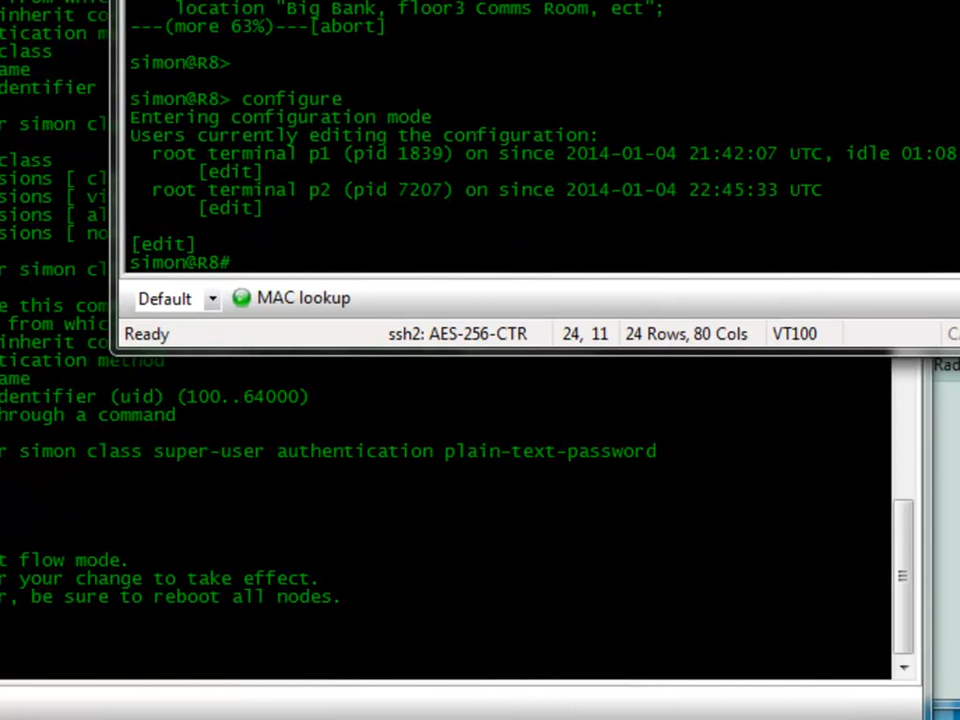 location "Big Bank, floor3 Comms Room, ect";
---(more 63%)---[abort]
simon@R8>
simon@R8> configure
Entering configuration mode
Users currently editing the configuration:
root terminal p1 (pid 1839) on since 2014-01-04 21:42:07 UTC, idle 01:08
[edit]
root terminal p2 (pid 7207) on since 2014-01-04 22:45:33 UTC
[edit]
[edit]
simon@R8#
Default MAC lookup
Ready ssh2: AES-256-CTR 24, 11 24 Rows, 80 Cols VT100
from which
inherit co
tication m
class
ame
dentifier
r simon cl
class
sions [ cl
sions [ vi
sions [ al
sions [ no
r simon cl
e this com
from whic
inherit co
tication method
ame
dentifier (uid) (100..64000)
hrough a command
r simon class super-user authentication plain-text-password
t flow mode.
r your change to take effect.
r, be sure to reboot all nodes.
Rad